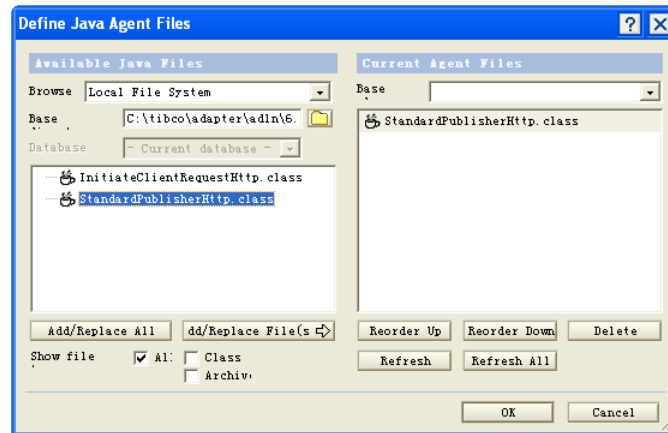 Define Java Agent Files
Available Java Files
Browse Local File System
Base C:\tibco\adapter\adln\6.
Database - Current database -
InitiateClientRequestHttp.class
StandardPublisherHttp.class
Add/Replace All dd/Replace File(s
Show file Al: Class
Archiv
Current Agent Files
Base
StandardPublisherHttp.class
Reorder Up Reorder Down Delete
Refresh Refresh All
OK Cancel